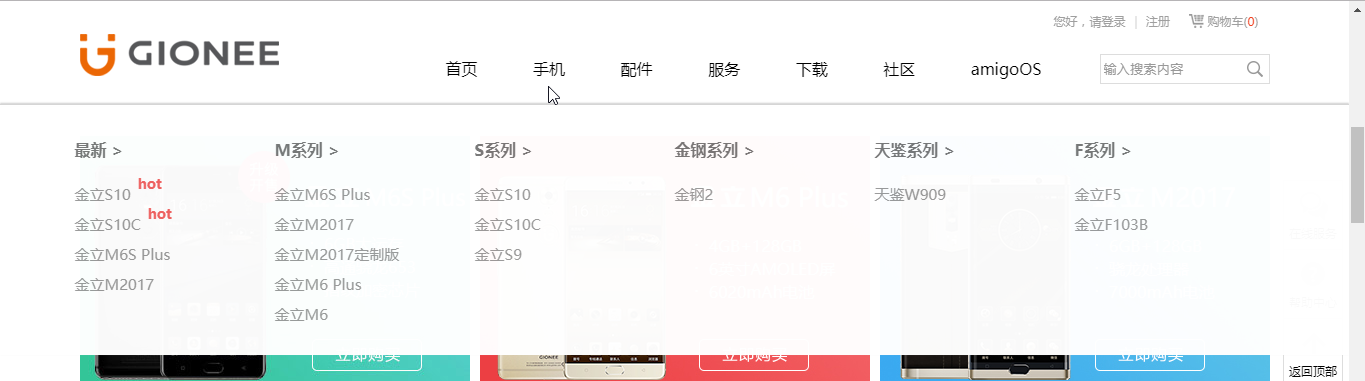 您好，请登录 | 注册 购物车(0)
GIONEE
首页 手机 配件 服务 下载 社区 amigoOS
输入搜索内容
最新 >
金立S10 hot
金立S10C hot
金立M6S Plus
金立M2017
M系列 >
金立M6S Plus
金立M2017
金立M2017定制版
金立M6 Plus
金立M6
S系列 >
金立S10
金立S10C
金立S9
金钢系列 >
金钢2
天鉴系列 >
天鉴W909
F系列 >
金立F5
金立F103B
立即购买
GIONEE
立即购买
立即购买
返回顶部